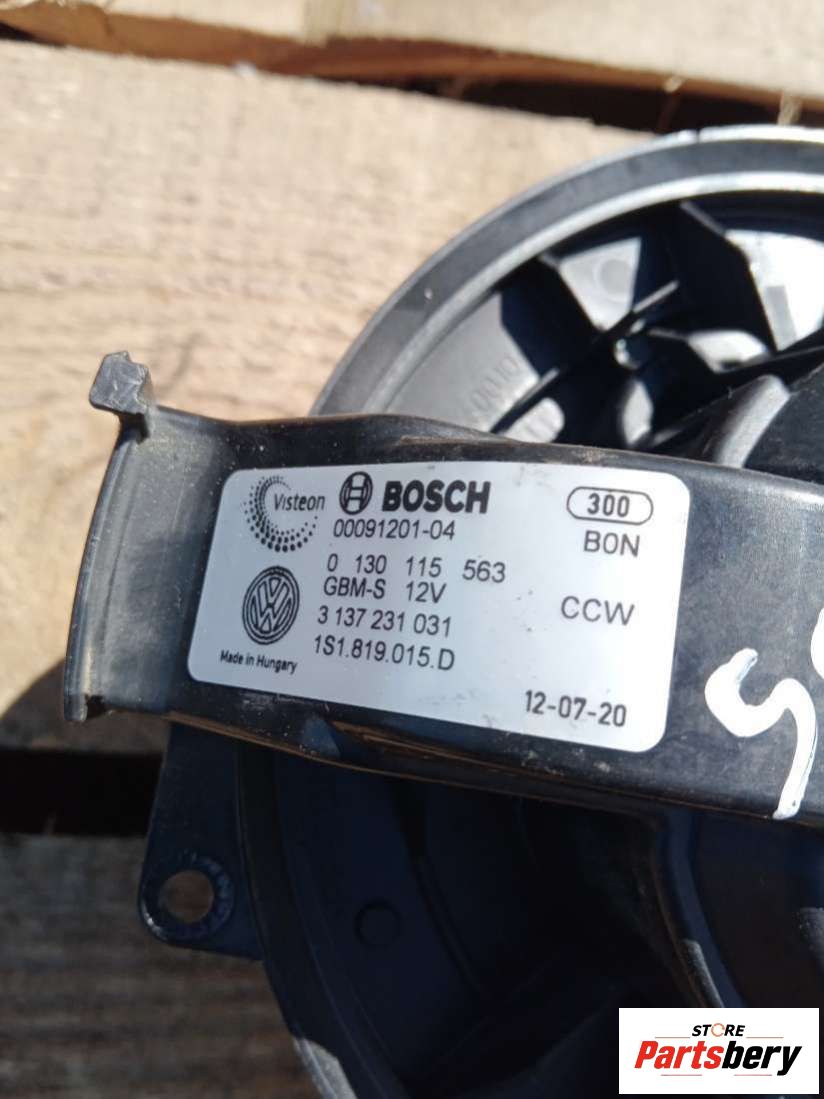 Visteon BOSCH 300
00091201-04 B0N
0 130 115 563
GBM-S 12V CCW
3 137 231 031
Made in Hungary 1S1.819.015.D
12-07-20
STORE
Partsbery